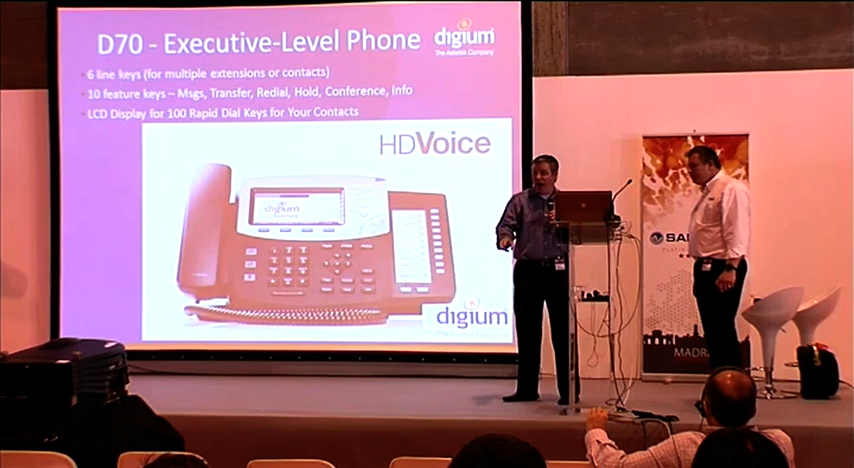 D70 - Executive-Level Phone
digium
The Asterisk Company
6 line keys (for multiple extensions or contacts)
10 feature keys – Msgs, Transfer, Redial, Hold, Conference, Info
LCD Display for 100 Rapid Dial Keys for Your Contacts
HDVoice
digium
digium
SA
PLATIN
MADR